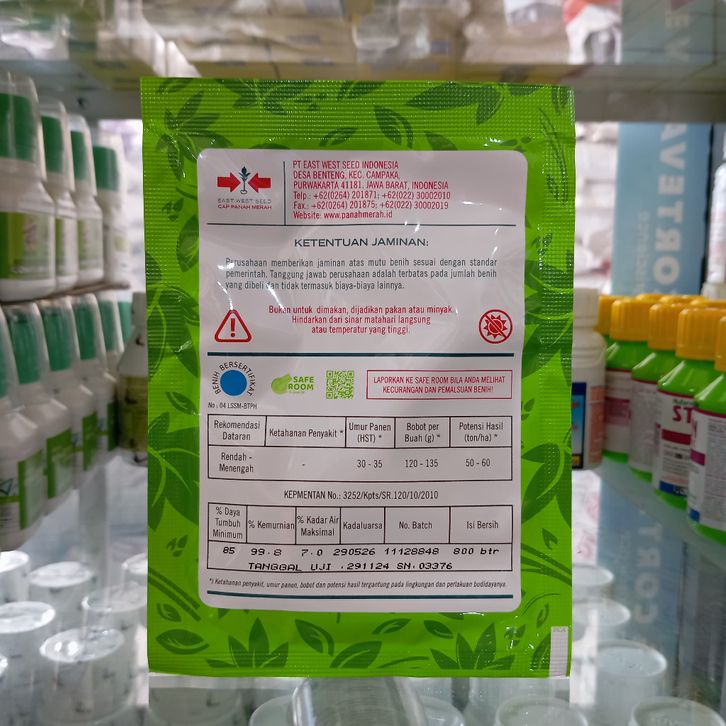 EAST WEST SEED
CAP PANAH MERAH
PT EAST WEST SEED INDONESIA
DESA BENTENG, KEC. CAMPAKA,
PURWAKARTA 41181, JAWA BARAT, INDONESIA
Telp.: +62(0264) 201871; +62(022) 30002010
Fax.: +62(0264) 201875; +62(022) 30002019
Website: www.panahmerah.id
KETENTUAN JAMINAN:
Perusahaan memberikan jaminan atas mutu benih sesuai dengan standar
pemerintah. Tanggung jawab perusahaan adalah terbatas pada jumlah benih
yang dibeli dan tidak termasuk biaya-biaya lainnya.
Bukan untuk dimakan, dijadikan pakan atau minyak.
Hindarkan dari sinar matahari langsung
atau temperatur yang tinggi.
BENIH BERSERTIFIKAT
No : 04 LSSM-BTPH
SAFE
ROOM
LAPORKAN KE SAFE ROOM BILA ANDA MELIHAT
KECURANGAN DAN PEMALSUAN BENIH!
Rekomendasi Dataran Ketahanan Penyakit * Umur Panen (HST) * Bobot per Buah (g) * Potensi Hasil (ton/ha) *
Rendah - Menengah - 30 - 35 120 - 135 50 - 60
KEPMENTAN No.: 3252/Kpts/SR.120/10/2010
% Daya Tumbuh Minimum % Kemurnian % Kadar Air Maksimal Kadaluarsa No. Batch Isi Bersih
85 99.8 7.0 290526 11128848 800 btr
TANGGAL UJI :291124 SN:03376
*) Ketahanan penyakit, umur panen, bobot dan potensi hasil tergantung pada lingkungan dan perlakuan budidayanya.
CORTEVA